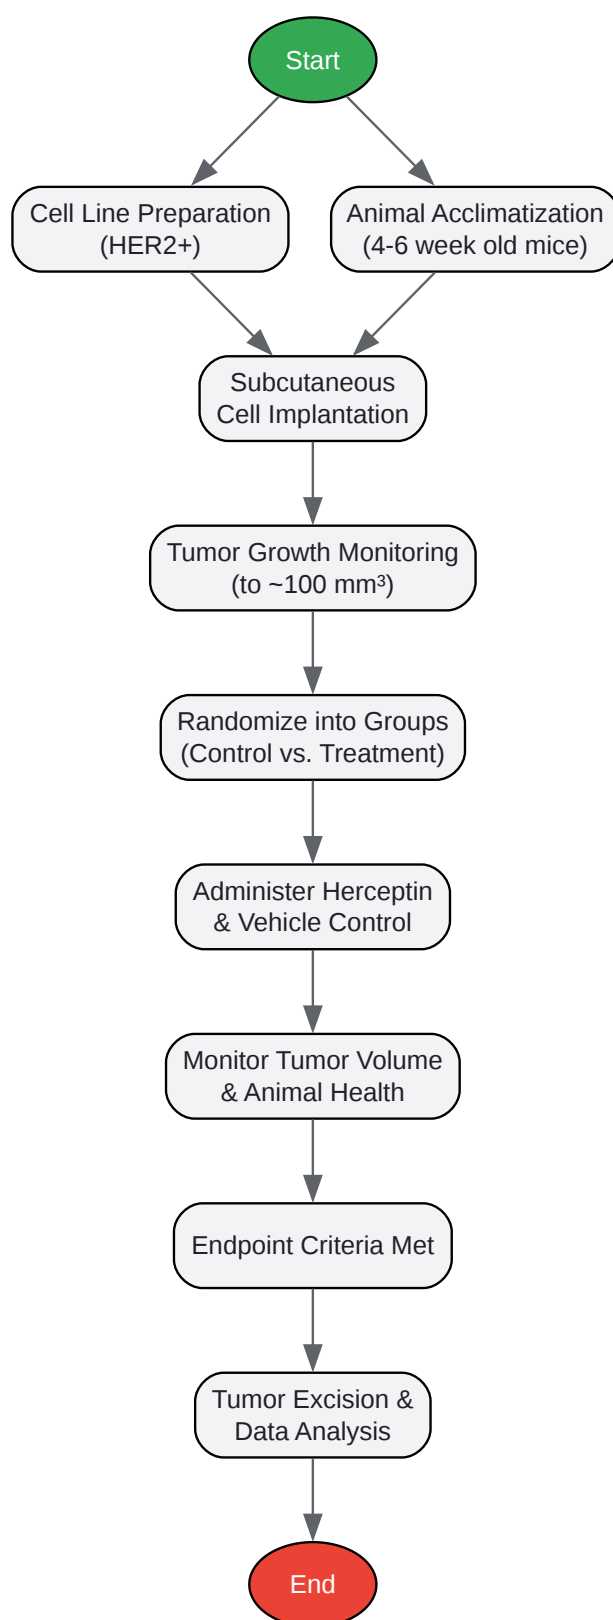 Start
Cell Line Preparation
(HER2+)
Animal Acclimatization
(4-6 week old mice)
Subcutaneous
Cell Implantation
Tumor Growth Monitoring
(to ~100 mm³)
Randomize into Groups
(Control vs. Treatment)
Administer Herceptin
& Vehicle Control
Monitor Tumor Volume
& Animal Health
Endpoint Criteria Met
Tumor Excision &
Data Analysis
End